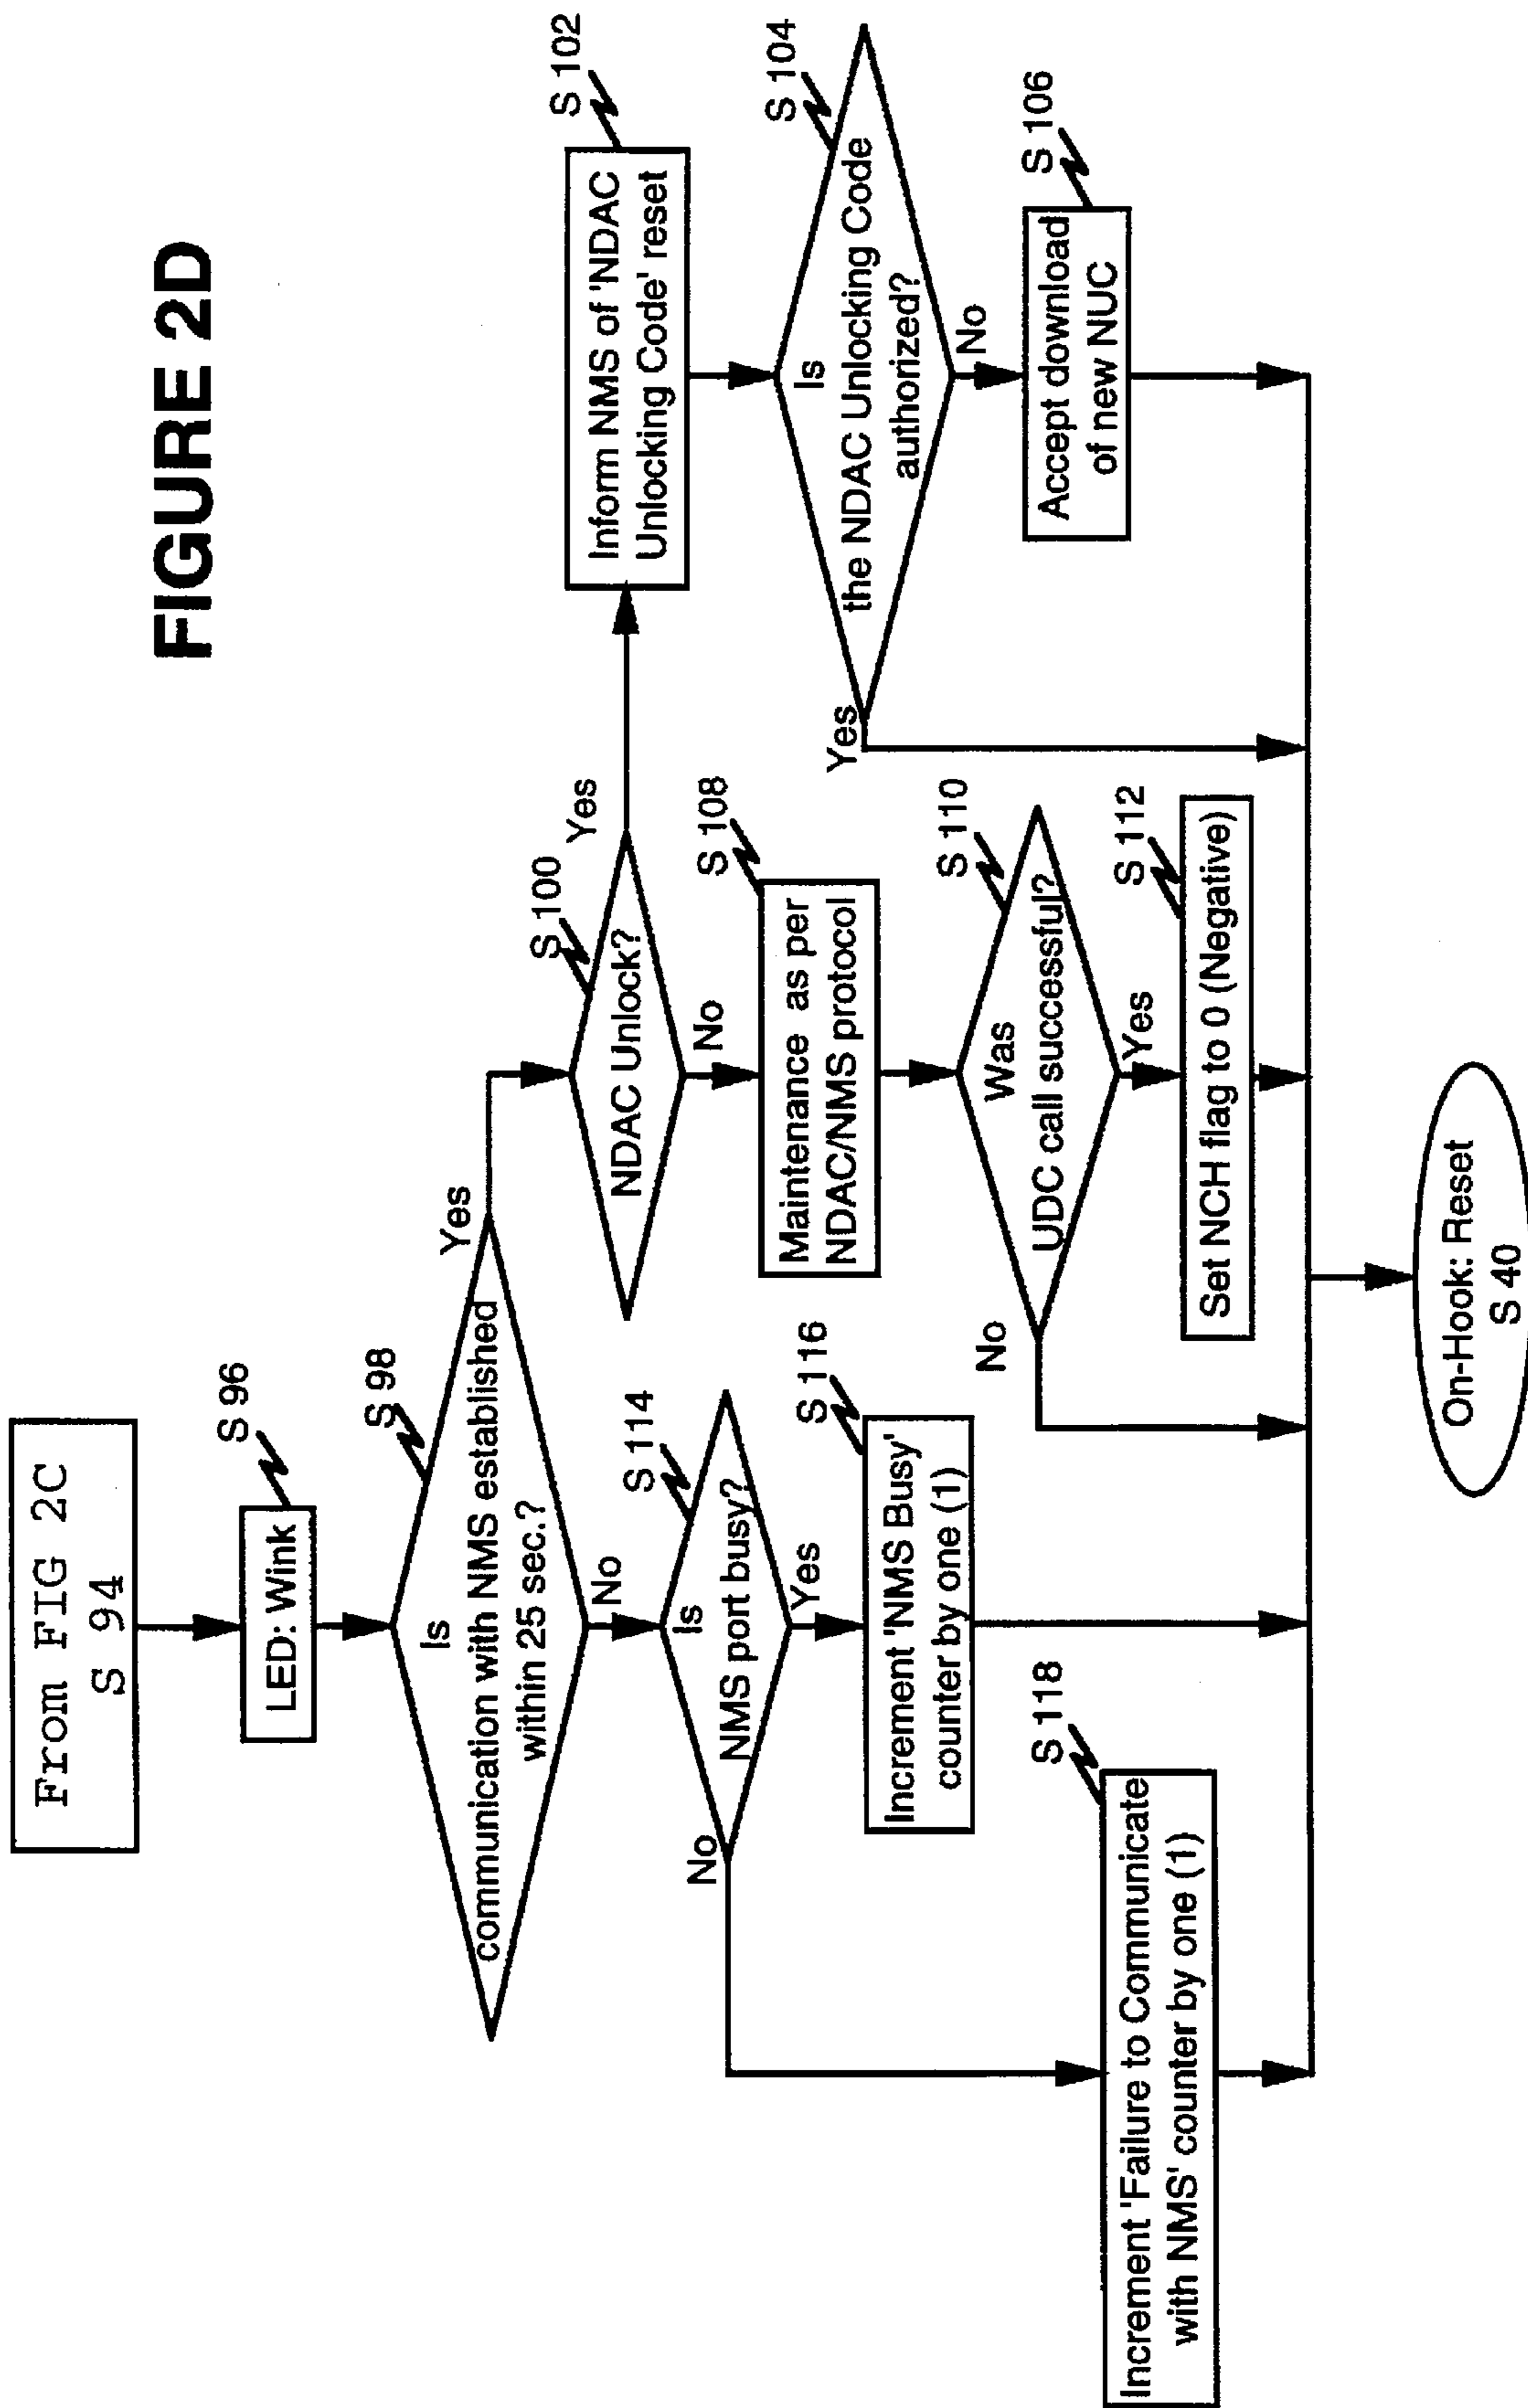 FIGURE 2D
From FIG 2C
S 94
S 96
LED: Wink
S 98
Is
communication with NMS established
within 25 sec.?
Yes
No
S 100
NDAC Unlock?
Yes
No
S 102
Inform NMS of 'NDAC
Unlocking Code' reset
S 104
Is
the NDAC Unlocking Code
authorized?
Yes
No
S 106
Accept download
of new NUC
S 108
Maintenance as per
NDAC/NMS protocol
S 110
Was
UDC call successful?
No
Yes
S 112
Set NCH flag to 0 (Negative)
S 114
Is
NMS port busy?
No
Yes
S 116
Increment 'NMS Busy'
counter by one (1)
S 118
Increment 'Failure to Communicate
with NMS' counter by one (1)
On-Hook: Reset
S 40